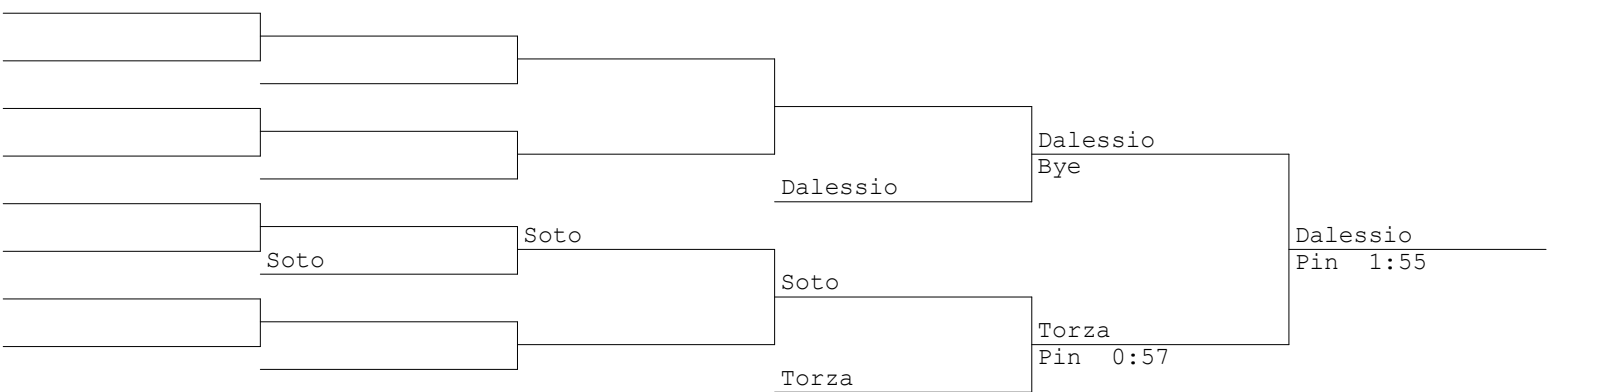 Dalessio
Bye
Dalessio
Soto
Dalessio
Soto
Pin 1:55
Soto
Torza
Pin 0:57
Torza